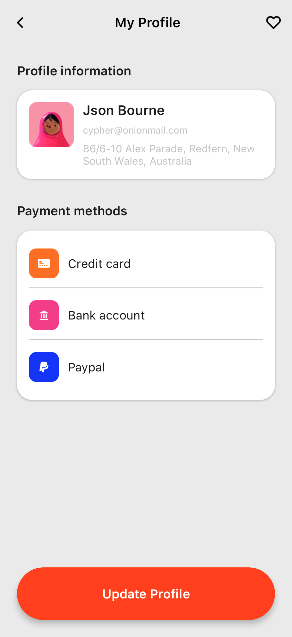 My Profile
Profile information
Json Bourne
cypher@onionmail.com
86/6-10 Alex Parade, Redfern, New
South Wales, Australia
Payment methods
Credit card
Bank account
Paypal
Update Profile